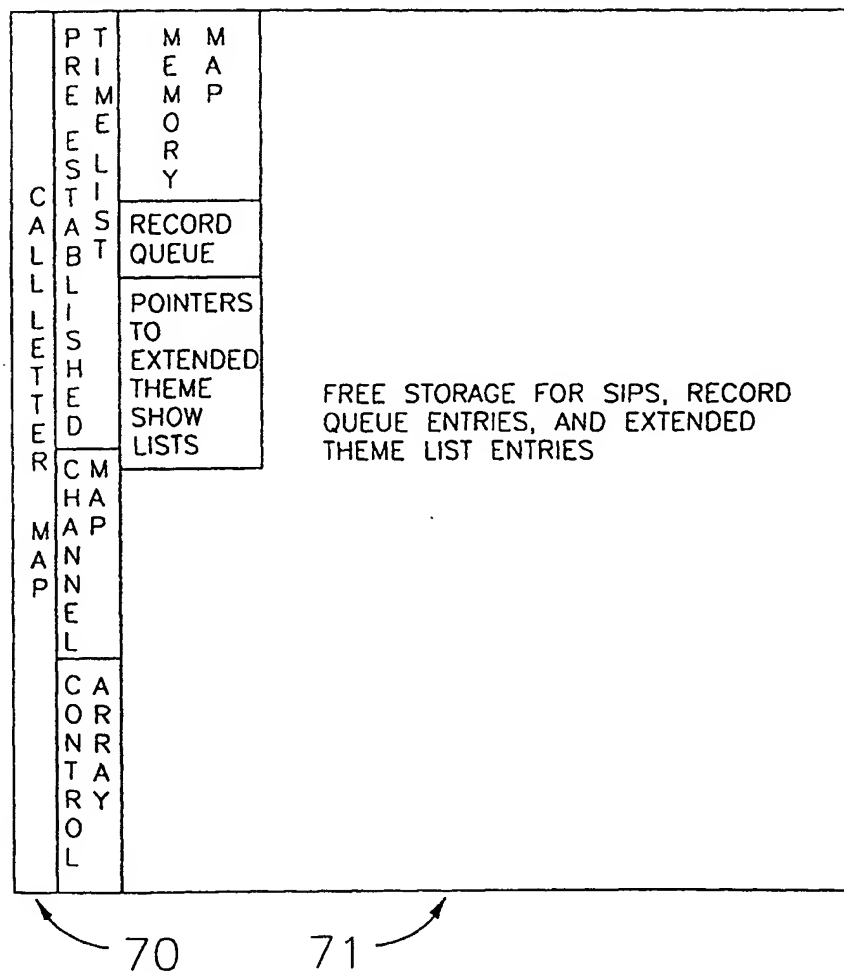 CALL LETTER MAP
PRE ESTABLISHED
TIME LIST
CHANNEL
MAP
CONTROL
ARRAY
MEMORY
MAP
RECORD
QUEUE
POINTERS
TO
EXTENDED
THEME
SHOW
LISTS
FREE STORAGE FOR SIPS, RECORD
QUEUE ENTRIES, AND EXTENDED
THEME LIST ENTRIES
70
71